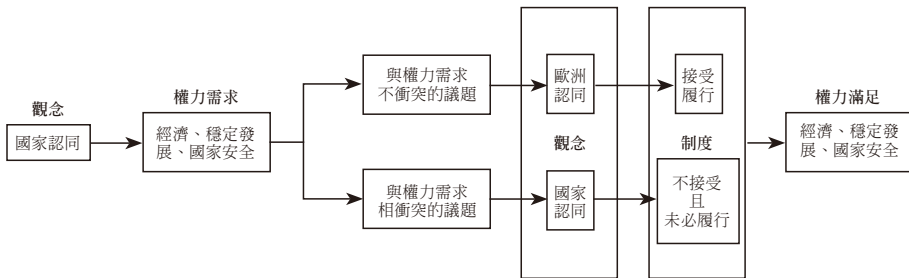 觀念
國家認同
權力需求
經濟、穩定發
展、國家安全
與權力需求
不衝突的議題
與權力需求
相衝突的議題
歐洲
認同
觀念
國家
認同
接受
履行
制度
不接受
且
未必履行
權力滿足
經濟、穩定發
展、國家安全